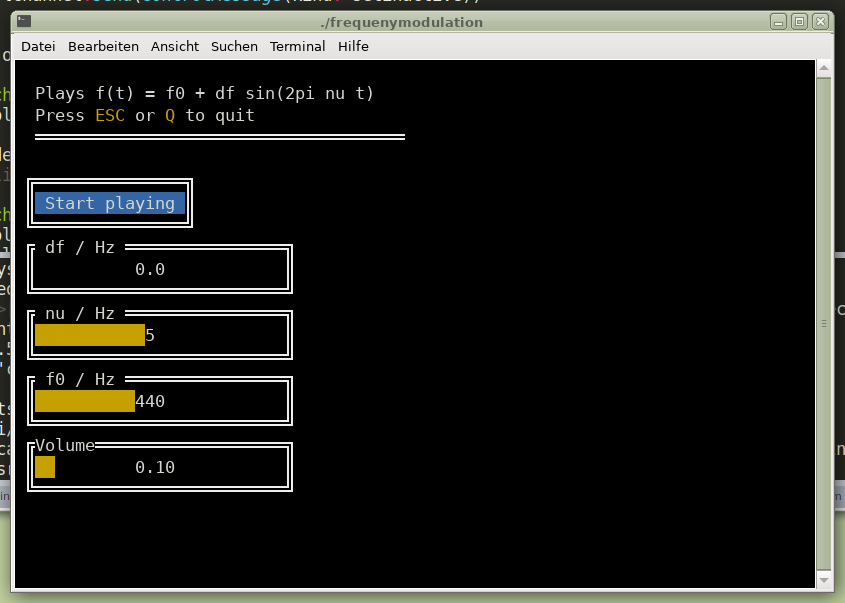 ./frequenymodulation
Datei Bearbeiten Ansicht Suchen Terminal Hilfe
Plays f(t) = f0 + df sin(2pi nu t)
Press ESC or Q to quit
Start playing
df / Hz
0.0
nu / Hz
5
f0 / Hz
440
Volume
0.10